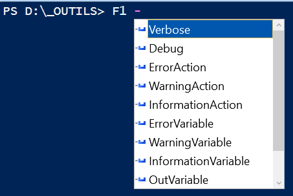 PS D:\_OUTILS> F1 -
Verbose
Debug
ErrorAction
WarningAction
InformationAction
ErrorVariable
WarningVariable
InformationVariable
OutVariable